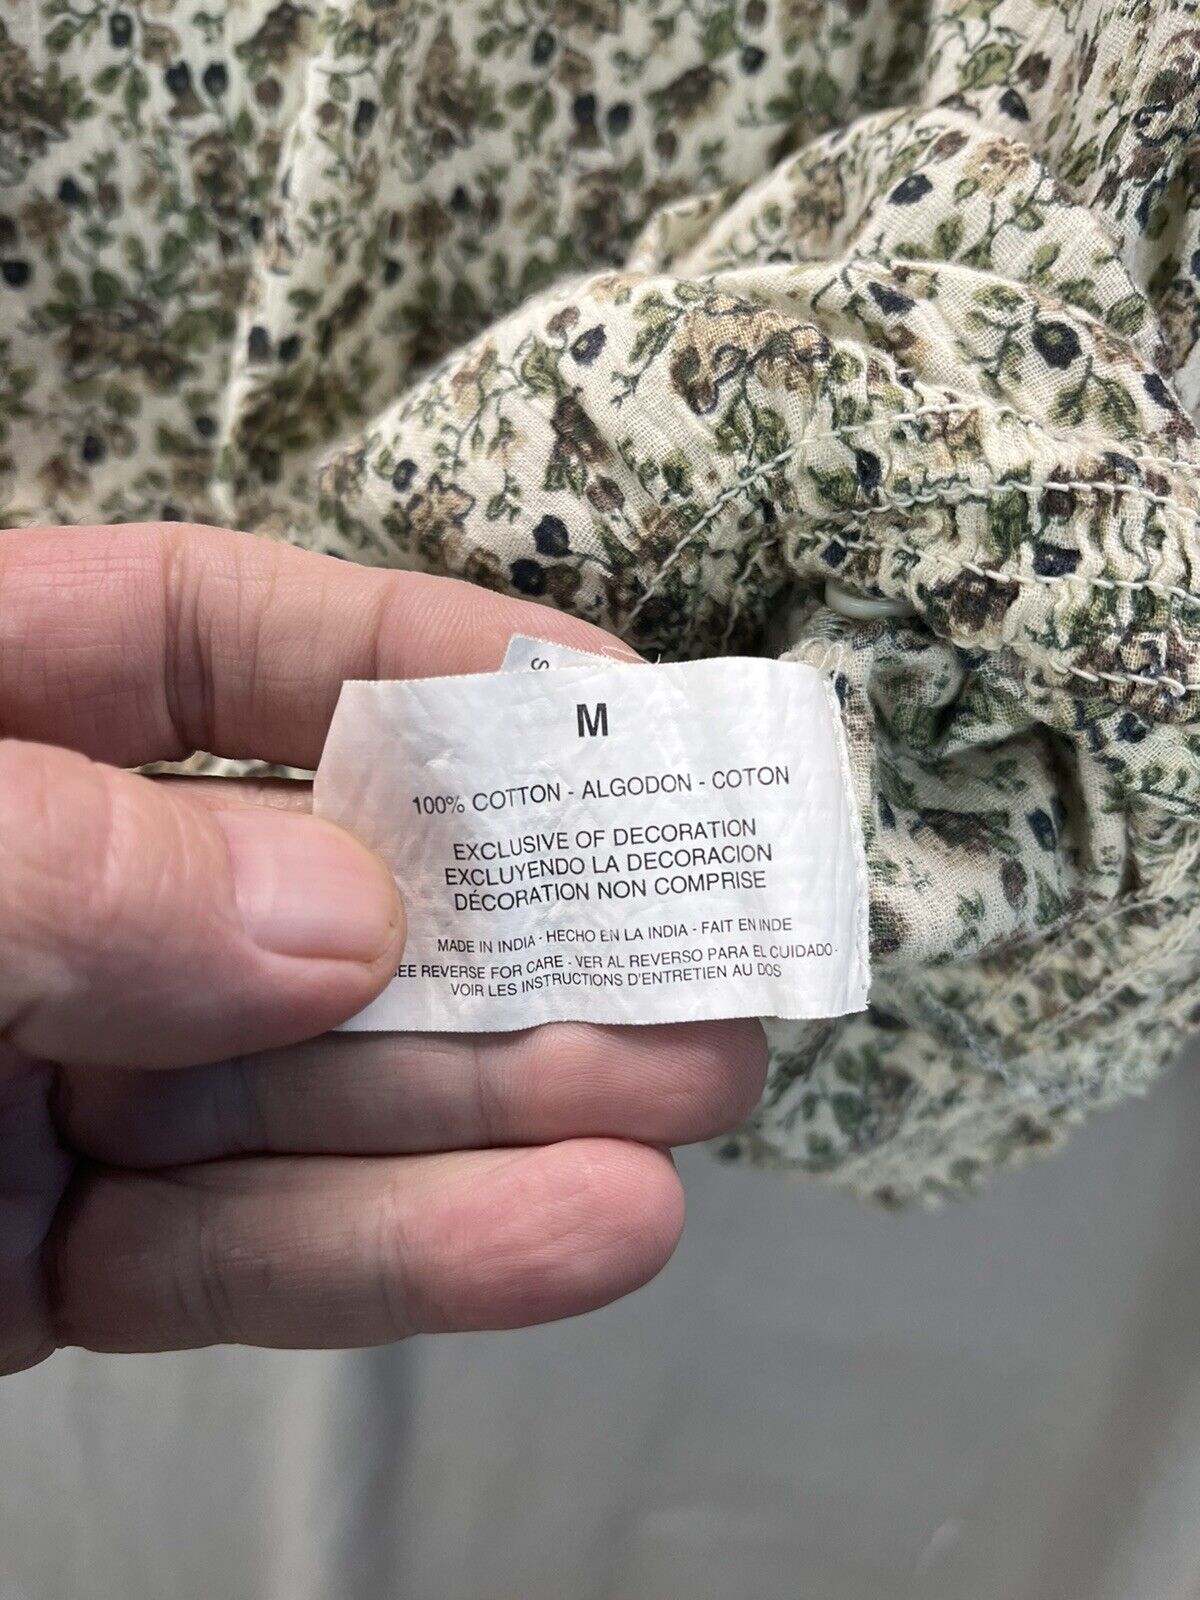 S
M
100% COTTON - ALGODON - COTON
EXCLUSIVE OF DECORATION
EXCLUYENDO LA DECORACION
DÉCORATION NON COMPRISE
MADE IN INDIA - HECHO EN LA INDIA - FAIT EN INDE
EE REVERSE FOR CARE - VER AL REVERSO PARA EL CUIDADO -
VOIR LES INSTRUCTIONS D'ENTRETIEN AU DOS